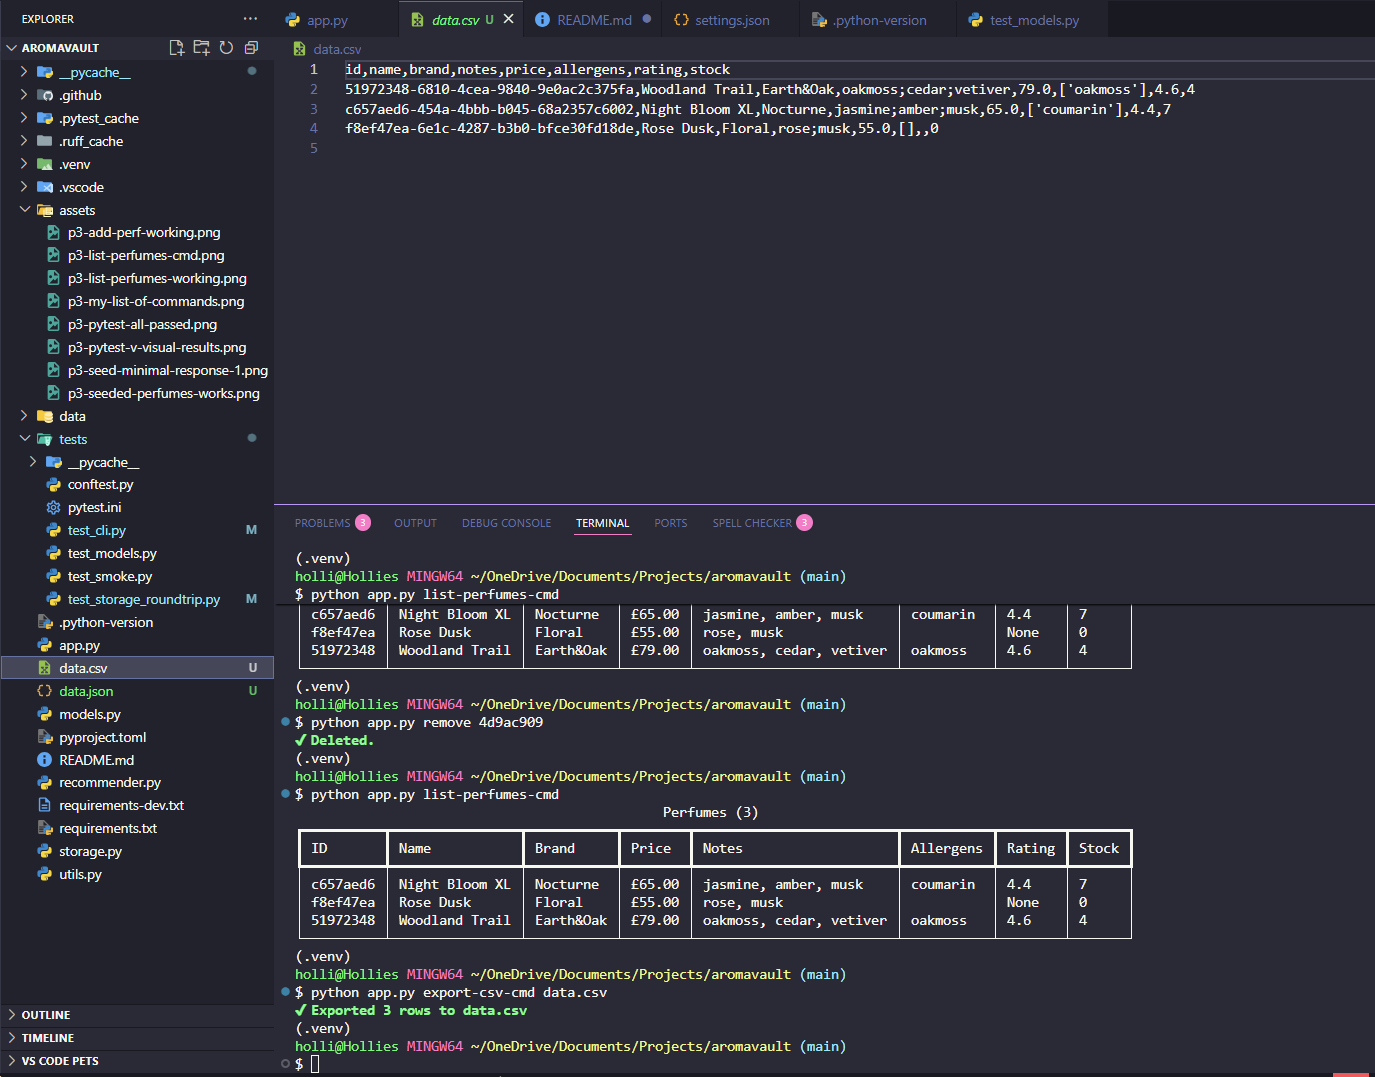 EXPLORER
AROMAVAULT
__pycache__
.github
.pytest_cache
.ruff_cache
.venv
.vscode
assets
p3-add-perf-working.png
p3-list-perfumes-cmd.png
p3-list-perfumes-working.png
p3-my-list-of-commands.png
p3-pytest-all-passed.png
p3-pytest-v-visual-results.png
p3-seed-minimal-response-1.png
p3-seeded-perfumes-works.png
data
tests
__pycache__
conftest.py
pytest.ini
test_cli.py M
test_models.py
test_smoke.py
test_storage_roundtrip.py M
.python-version
app.py
data.csv U
data.json U
models.py
pyproject.toml
README.md
recommender.py
requirements-dev.txt
requirements.txt
storage.py
utils.py
OUTLINE
TIMELINE
VS CODE PETS
app.py data.csv U README.md settings.json .python-version test_models.py
data.csv
1 id,name,brand,notes,price,allergens,rating,stock
2 51972348-6810-4cea-9840-9e0ac2c375fa,Woodland Trail,Earth&Oak,oakmoss;cedar;vetiver,79.0,['oakmoss'],4.6,4
3 c657aed6-454a-4bbb-b045-68a2357c6002,Night Bloom XL,Nocturne,jasmine;amber;musk,65.0,['coumarin'],4.4,7
4 f8ef47ea-6e1c-4287-b3b0-bfce30fd18de,Rose Dusk,Floral,rose;musk,55.0,[],,0
5
PROBLEMS 3 OUTPUT DEBUG CONSOLE TERMINAL PORTS SPELL CHECKER 3
(.venv)
holli@Hollies MINGW64 ~/OneDrive/Documents/Projects/aromavault (main)
$ python app.py list-perfumes-cmd
c657aed6 Night Bloom XL Nocturne £65.00 jasmine, amber, musk coumarin 4.4 7
f8ef47ea Rose Dusk Floral £55.00 rose, musk None 0
51972348 Woodland Trail Earth&Oak £79.00 oakmoss, cedar, vetiver oakmoss 4.6 4
(.venv)
holli@Hollies MINGW64 ~/OneDrive/Documents/Projects/aromavault (main)
$ python app.py remove 4d9ac909
✔ Deleted.
(.venv)
holli@Hollies MINGW64 ~/OneDrive/Documents/Projects/aromavault (main)
$ python app.py list-perfumes-cmd
Perfumes (3)
ID Name Brand Price Notes Allergens Rating Stock
c657aed6 Night Bloom XL Nocturne £65.00 jasmine, amber, musk coumarin 4.4 7
f8ef47ea Rose Dusk Floral £55.00 rose, musk None 0
51972348 Woodland Trail Earth&Oak £79.00 oakmoss, cedar, vetiver oakmoss 4.6 4
(.venv)
holli@Hollies MINGW64 ~/OneDrive/Documents/Projects/aromavault (main)
$ python app.py export-csv-cmd data.csv
✔ Exported 3 rows to data.csv
(.venv)
holli@Hollies MINGW64 ~/OneDrive/Documents/Projects/aromavault (main)
$